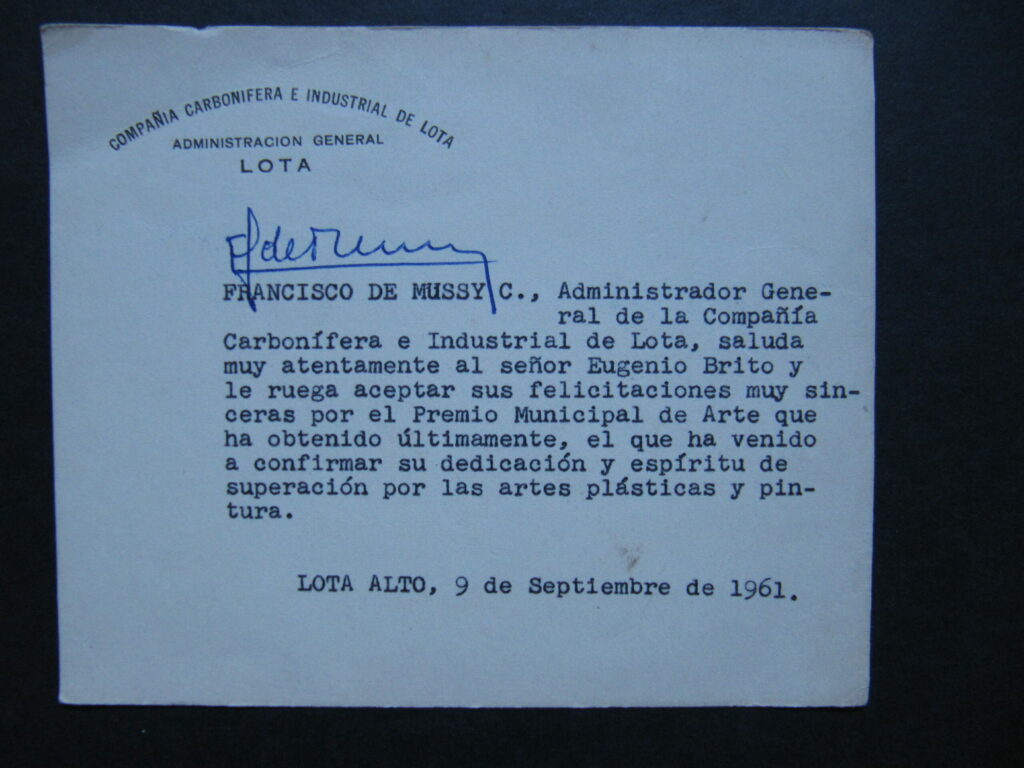 COMPAÑIA CARBONIFERA E INDUSTRIAL DE LOTA
ADMINISTRACION GENERAL
LOTA
FRANCISCO DE MUSSY C., Administrador Gene-
ral de la Compañía
Carbonífera e Industrial de Lota, saluda
muy atentamente al señor Eugenio Brito y
le ruega aceptar sus felicitaciones muy sin-
ceras por el Premio Municipal de Arte que
ha obtenido últimamente, el que ha venido
a confirmar su dedicación y espíritu de
superación por las artes plásticas y pin-
tura.
LOTA ALTO, 9 de Septiembre de 1961.